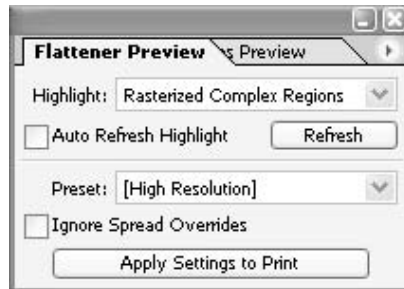 Flattener Preview s Preview
Highlight: Rasterized Complex Regions
Auto Refresh Highlight Refresh
Preset: [High Resolution]
Ignore Spread Overrides
Apply Settings to Print